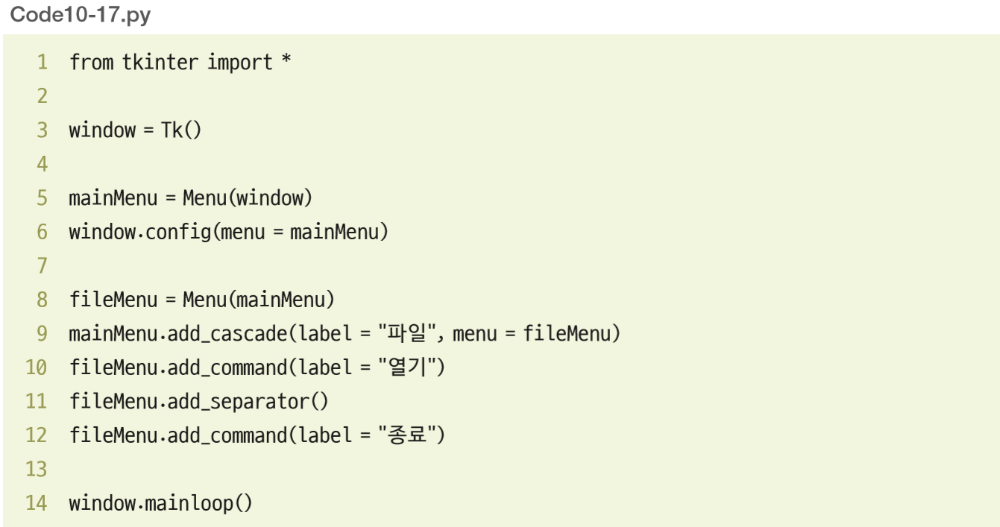 Code10-17.py
1 from tkinter import *
2
3 window = Tk()
4
5 mainMenu = Menu(window)
6 window.config(menu = mainMenu)
7
8 fileMenu = Menu(mainMenu)
9 mainMenu.add_cascade(label = "파일", menu = fileMenu)
10 fileMenu.add_command(label = "열기")
11 fileMenu.add_separator()
12 fileMenu.add_command(label = "종료")
13
14 window.mainloop()